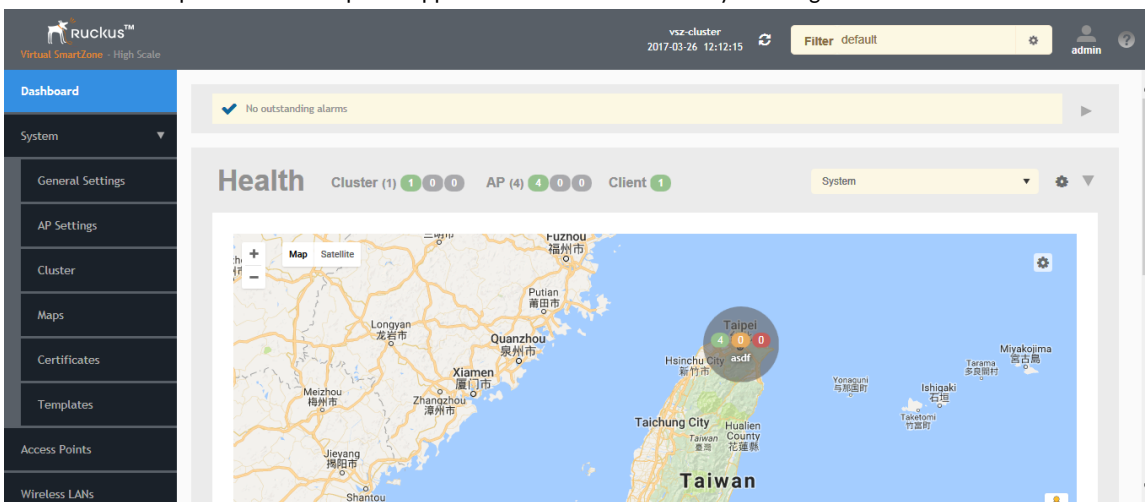 Ruckus™
Virtual SmartZone - High Scale
vsz-cluster
2017-03-26 12:12:15
Filter default
admin
?
Dashboard
System
General Settings
AP Settings
Cluster
Maps
Certificates
Templates
Access Points
Wireless LANs
No outstanding alarms
Health
Cluster (1) 1 0 0
AP (4) 4 0 0
Client 1
System
+
−
Map Satellite
Fuzhou
福州市
Putian
莆田市
Longyan
龙岩市
Quanzhou
泉州市
Xiamen
厦门市
Meizhou
梅州市
Zhangzhou
漳州市
Jieyang
揭阳市
Shantou
Taipei
4 0 0
asdf
Hsinchu City
新竹市
Taichung City
Hualien
County
花蓮縣
Taiwan
臺灣
Taiwan
Yonaguni
与那国町
Ishigaki
石垣
Taketomi
竹富町
Tarama
多良間村
Miyakojima
宮古島